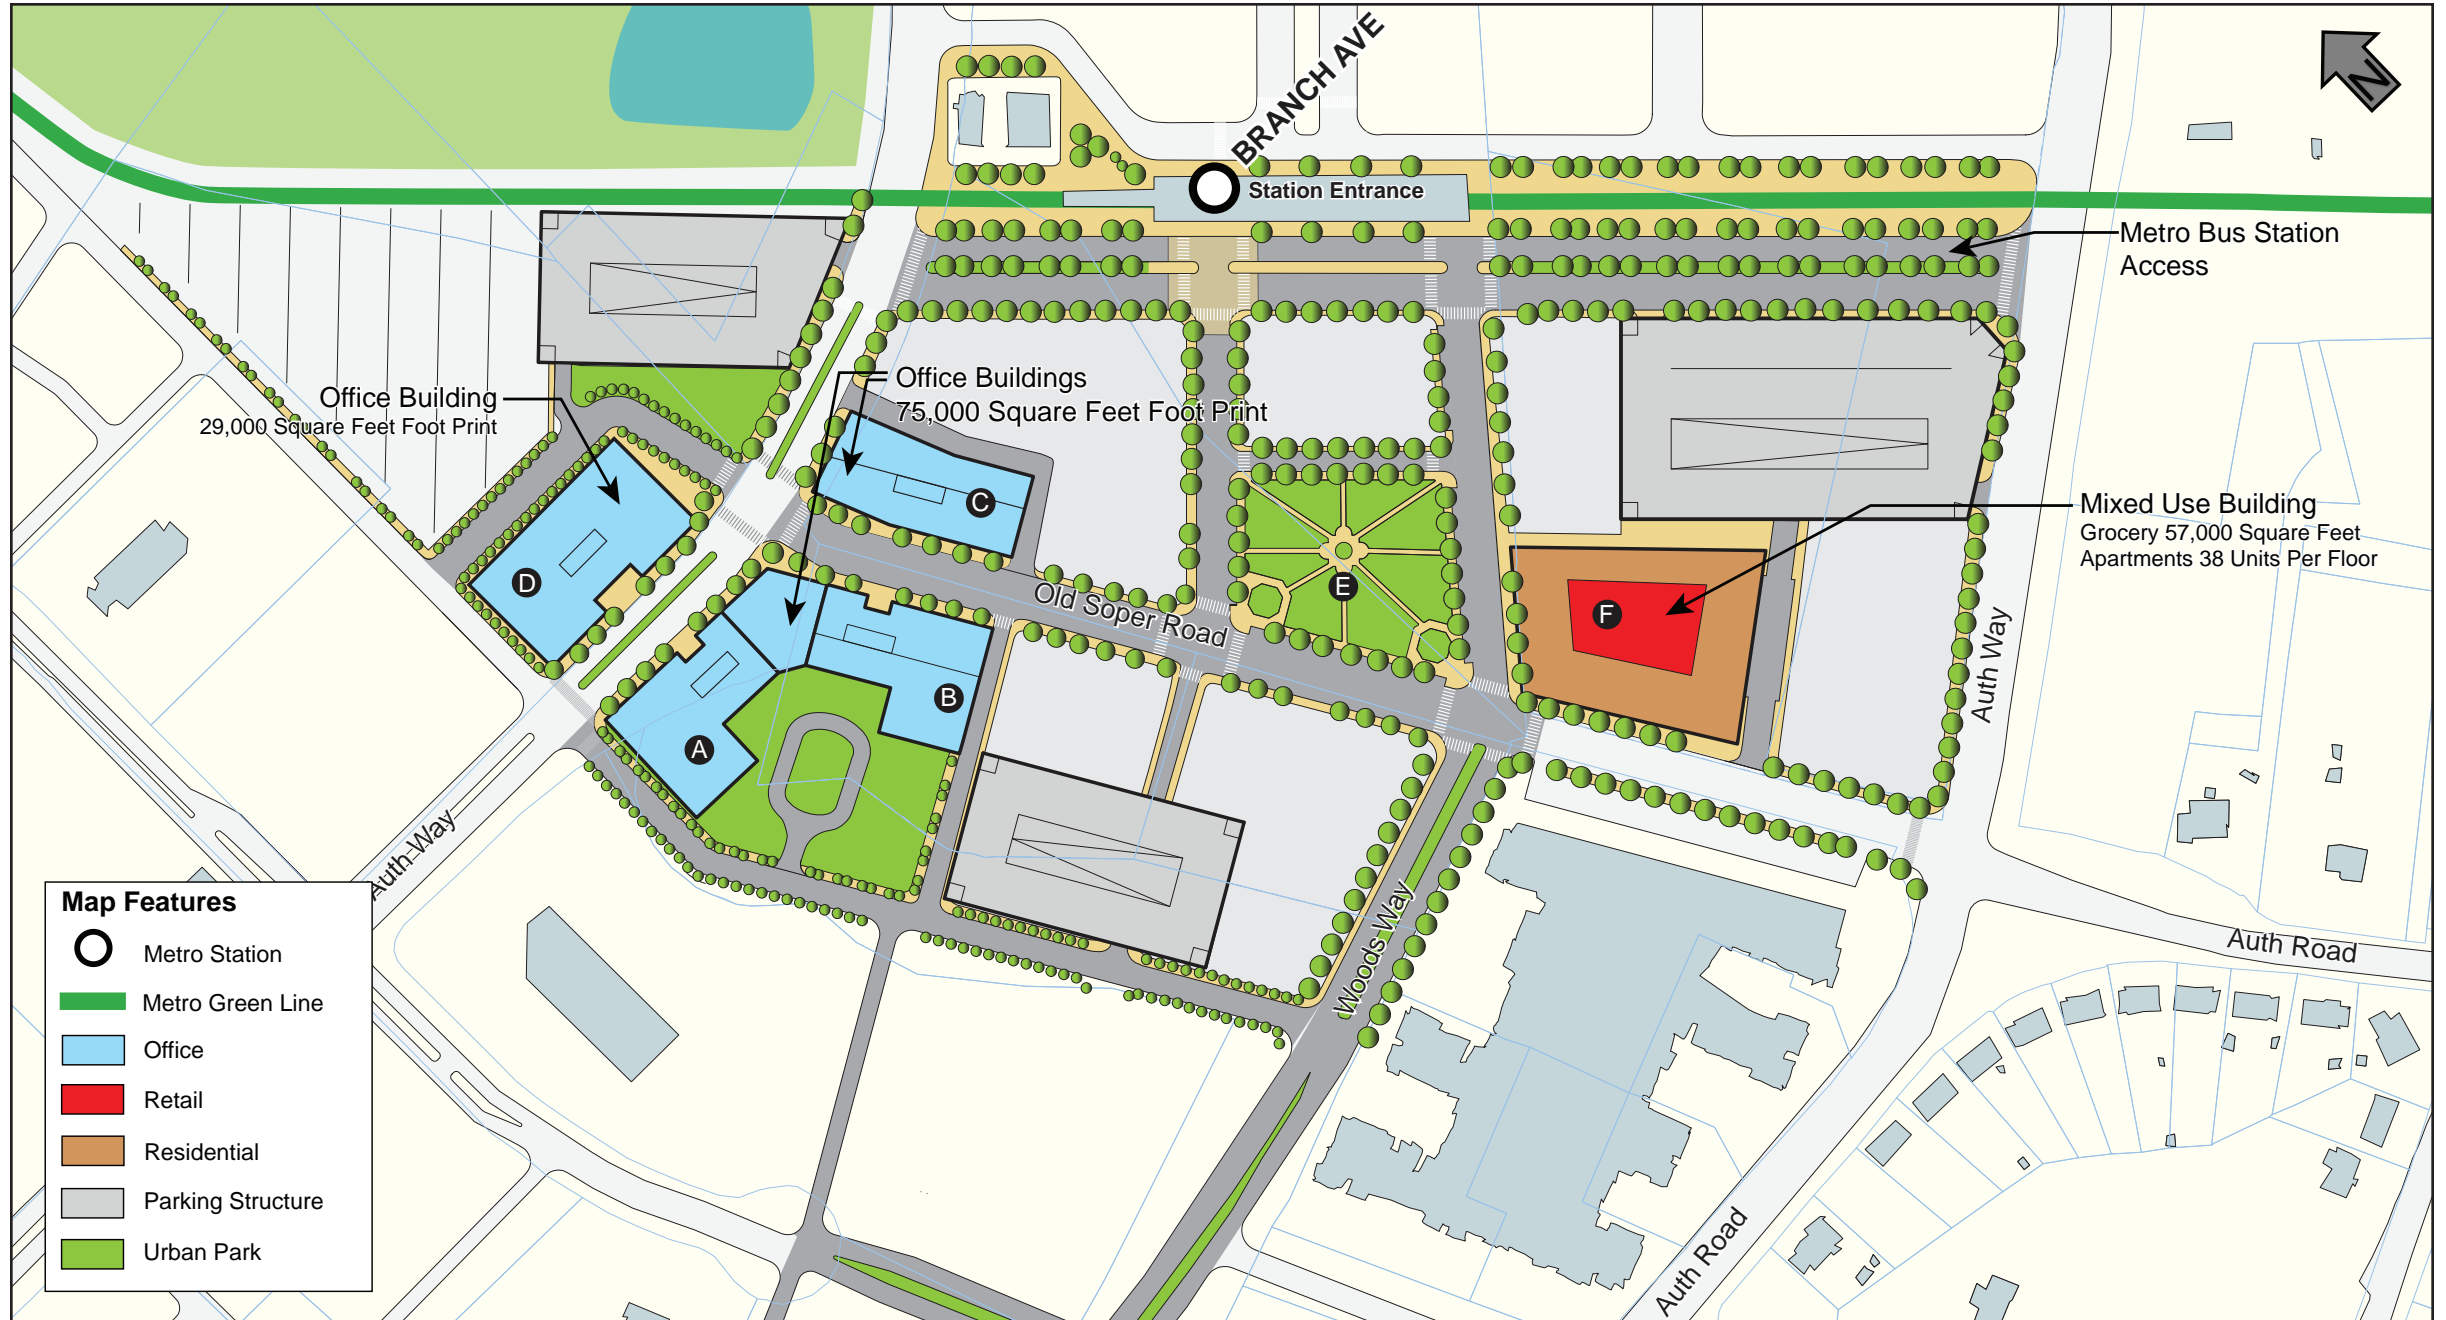 BRANCH AVE
N
Station Entrance
Metro Bus Station
Access
Office Buildings
75,000 Square Feet Foot Print
Office Building
29,000 Square Feet Foot Print
C
Mixed Use Building
Grocery 57,000 Square Feet
Apartments 38 Units Per Floor
D
E
F
Old Soper Road
B
A
Auth Way
Auth Way
Woods Way
Auth Road
Auth Road
Map Features
Metro Station
Metro Green Line
Office
Retail
Residential
Parking Structure
Urban Park